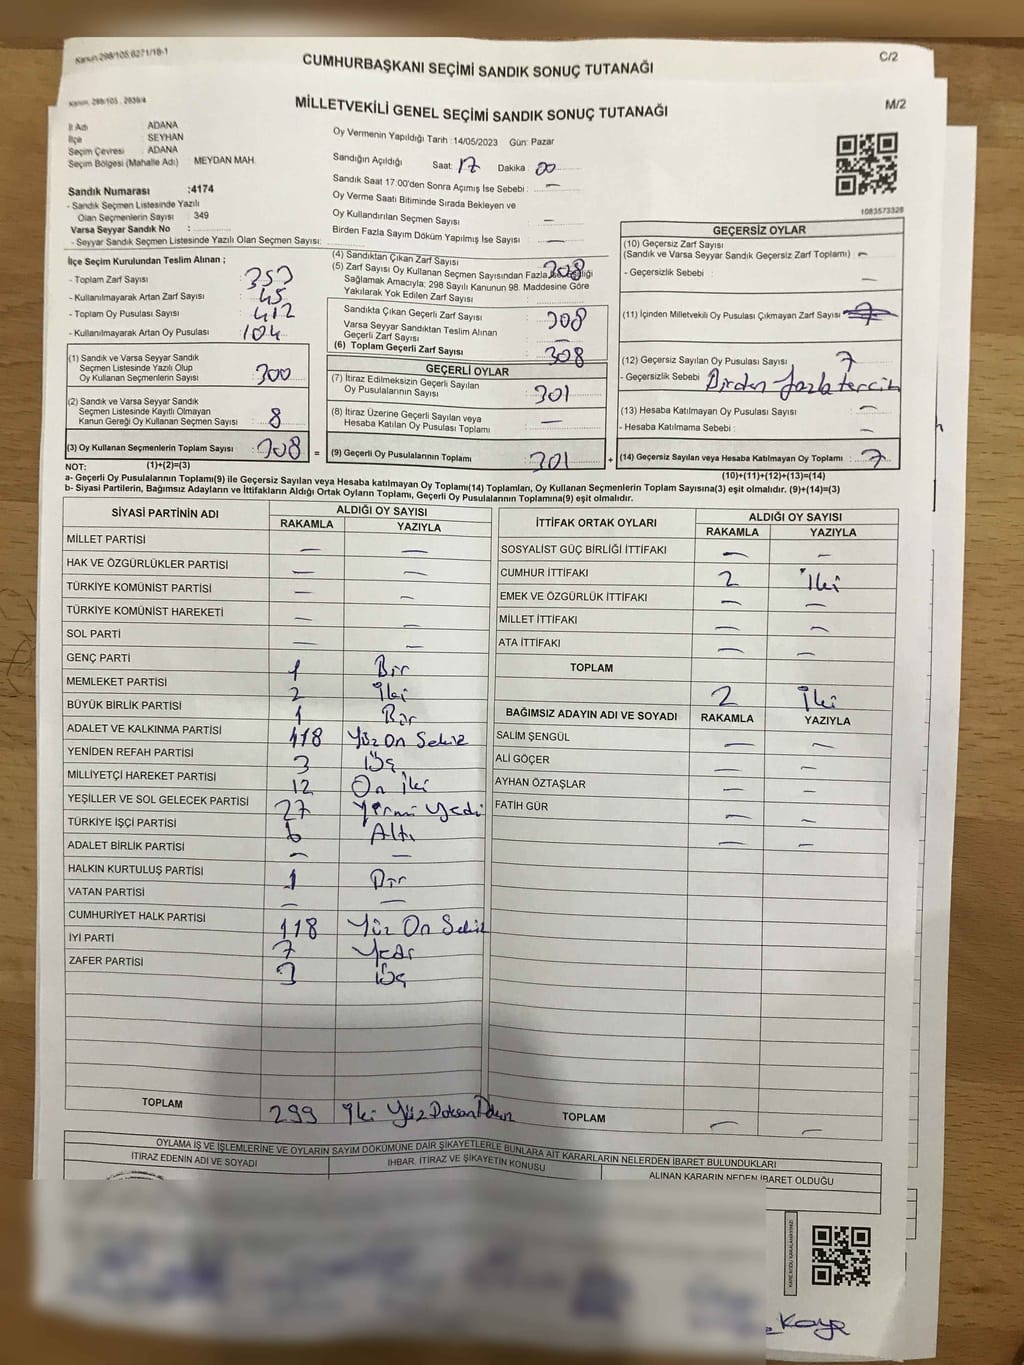 Kanun 298/105,6271/18-1
CUMHURBAŞKANI SEÇİMİ SANDIK SONUÇ TUTANAĞI
C/2
Kanun, 298/105 , 2839/4
MİLLETVEKİLİ GENEL SEÇİMİ SANDIK SONUÇ TUTANAĞI
M/2
İl Adı : ADANA
İlçe : SEYHAN
Seçim Çevresi : ADANA
Seçim Bölgesi (Mahalle Adı) : MEYDAN MAH.
Sandık Numarası :4174
- Sandık Seçmen Listesinde Yazılı
Olan Seçmenlerin Sayısı : 349
Varsa Seyyar Sandık No :
- Seyyar Sandık Seçmen Listesinde Yazılı Olan Seçmen Sayısı:
Oy Vermenin Yapıldığı Tarih :14/05/2023 Gün: Pazar
Sandığın Açıldığı Saat: 17 Dakika : 00
Sandık Saat 17:00'den Sonra Açımış İse Sebebi : —
Oy Verme Saati Bitiminde Sırada Bekleyen ve
Oy Kullandırılan Seçmen Sayısı —
Birden Fazla Sayım Döküm Yapılmış İse Sayısı : —
1083573328
İlçe Seçim Kurulundan Teslim Alınan ;
- Toplam Zarf Sayısı : 353
- Kullanılmayarak Artan Zarf Sayısı : 45
- Toplam Oy Pusulası Sayısı : 412
- Kullanılmayarak Artan Oy Pusulası : 104
(4) Sandıktan Çıkan Zarf Sayısı : 308
(5) Zarf Sayısı Oy Kullanan Seçmen Sayısından Fazla İse, Eşitliği
Sağlamak Amacıyla; 298 Sayılı Kanunun 98. Maddesine Göre
Yakılarak Yok Edilen Zarf Sayısı :
Sandıkta Çıkan Geçerli Zarf Sayısı : 308
Varsa Seyyar Sandıktan Teslim Alınan
Geçerli Zarf Sayısı : —
(6) Toplam Geçerli Zarf Sayısı : 308
GEÇERSİZ OYLAR
(10) Geçersiz Zarf Sayısı
(Sandık ve Varsa Seyyar Sandık Geçersiz Zarf Toplamı) : —
- Geçersizlik Sebebi : —
(11) İçinden Milletvekili Oy Pusulası Çıkmayan Zarf Sayısı :
(12) Geçersiz Sayılan Oy Pusulası Sayısı : 7
- Geçersizlik Sebebi : Birden fazla tercih
(13) Hesaba Katılmayan Oy Pusulası Sayısı : —
- Hesaba Katılmama Sebebi : —
(14) Geçersiz Sayılan veya Hesaba Katılmayan Oy Toplamı : 7
(1) Sandık ve Varsa Seyyar Sandık
Seçmen Listesinde Yazılı Olup
Oy Kullanan Seçmenlerin Sayısı : 300
(2) Sandık ve Varsa Seyyar Sandık
Seçmen Listesinde Kayıtlı Olmayan
Kanun Gereği Oy Kullanan Seçmen Sayısı : 8
(3) Oy Kullanan Seçmenlerin Toplam Sayısı : 308
GEÇERLİ OYLAR
(7) İtiraz Edilmeksizin Geçerli Sayılan
Oy Pusulalarının Sayısı : 301
(8) İtiraz Üzerine Geçerli Sayılan veya
Hesaba Katılan Oy Pusulası Toplamı : —
= (9) Geçerli Oy Pusulalarının Toplamı : 301 +
NOT: (1)+(2)=(3)
(10)+(11)+(12)+(13)=(14)
a- Geçerli Oy Pusulalarının Toplamı(9) ile Geçersiz Sayılan veya Hesaba katılmayan Oy Toplamı(14) Toplamları, Oy Kullanan Seçmenlerin Toplam Sayısına(3) eşit olmalıdır. (9)+(14)=(3)
b- Siyasi Partilerin, Bağımsız Adayların ve İttifakların Aldığı Ortak Oyların Toplamı, Geçerli Oy Pusulalarının Toplamına(9) eşit olmalıdır.
SİYASİ PARTİNİN ADI ALDIĞI OY SAYISI
RAKAMLA YAZIYLA
MİLLET PARTİSİ — —
HAK VE ÖZGÜRLÜKLER PARTİSİ — —
TÜRKİYE KOMÜNİST PARTİSİ — —
TÜRKİYE KOMÜNİST HAREKETİ — —
SOL PARTİ — —
GENÇ PARTİ 1 Bir
MEMLEKET PARTİSİ 2 İki
BÜYÜK BİRLİK PARTİSİ 1 Bir
ADALET VE KALKINMA PARTİSİ 118 Yüz On Sekiz
YENİDEN REFAH PARTİSİ 3 Üç
MİLLİYETÇİ HAREKET PARTİSİ 12 On İki
YEŞİLLER VE SOL GELECEK PARTİSİ 27 Yirmi Yedi
TÜRKİYE İŞÇİ PARTİSİ 6 Altı
ADALET BİRLİK PARTİSİ — —
HALKIN KURTULUŞ PARTİSİ 1 Bir
VATAN PARTİSİ — —
CUMHURİYET HALK PARTİSİ 118 Yüz On Sekiz
İYİ PARTİ 7 Yedi
ZAFER PARTİSİ 3 Üç
TOPLAM 299 İki Yüz Doksan Dokuz
İTTİFAK ORTAK OYLARI ALDIĞI OY SAYISI
RAKAMLA YAZIYLA
SOSYALİST GÜÇ BİRLİĞİ İTTİFAKI — —
CUMHUR İTTİFAKI 2 İki
EMEK VE ÖZGÜRLÜK İTTİFAKI — —
MİLLET İTTİFAKI — —
ATA İTTİFAKI — —
TOPLAM 2 İki
BAĞIMSIZ ADAYIN ADI VE SOYADI RAKAMLA YAZIYLA
SALİM ŞENGÜL — —
ALİ GÖÇER — —
AYHAN ÖZTAŞLAR — —
FATİH GÜR — —
— —
TOPLAM — —
OYLAMA İŞ VE İŞLEMLERİNE VE OYLARIN SAYIM DÖKÜMÜNE DAİR ŞİKAYETLERLE BUNLARA AİT KARARLARIN NELERDEN İBARET BULUNDUKLARI
İTİRAZ EDENİN ADI VE SOYADI
İHBAR, İTİRAZ VE ŞİKAYETİN KONUSU
ALINAN KARARIN NEDEN İBARET OLDUĞU